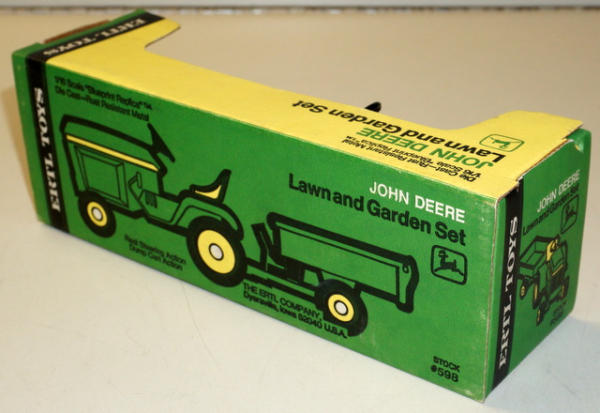 ERTL TOYS
1/16 Scale "Blueprint Replica"TM.
Die Cast—Rust Resistant Metal
ERTL TOYS
JOHN DEERE
Lawn and Garden Set
Real Steering Action
Dump Cart Action
THE ERTL COMPANY
Dyersville, Iowa 52040 U.S.A.
STOCK
#598
JOHN DEERE
Lawn and Garden Set
1/16 Scale "Blueprint Replica"TM
Die Cast—Rust Resistant Metal
ERTL TOYS
JOHN DEERE
Lawn and Garden Set
STOCK